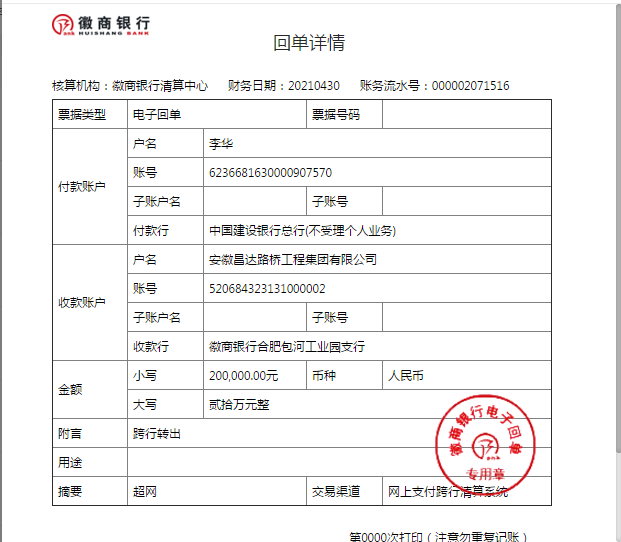 徽商银行
HUISHANG BANK
回单详情
核算机构：徽商银行清算中心 财务日期：20210430 账务流水号：000002071516
票据类型 电子回单 票据号码
付款账户
户名 李华
账号 6236681630000907570
子账户名 子账号
付款行 中国建设银行总行(不受理个人业务)
收款账户
户名 安徽昌达路桥工程集团有限公司
账号 520684323131000002
子账户名 子账号
收款行 徽商银行合肥包河工业园支行
金额
小写 200,000.00元 币种 人民币
大写 贰拾万元整
附言 跨行转出
用途
摘要 超网 交易渠道 网上支付跨行清算系统
徽商银行电子回单
专用章
第0000次打印（注意勿重复记账）